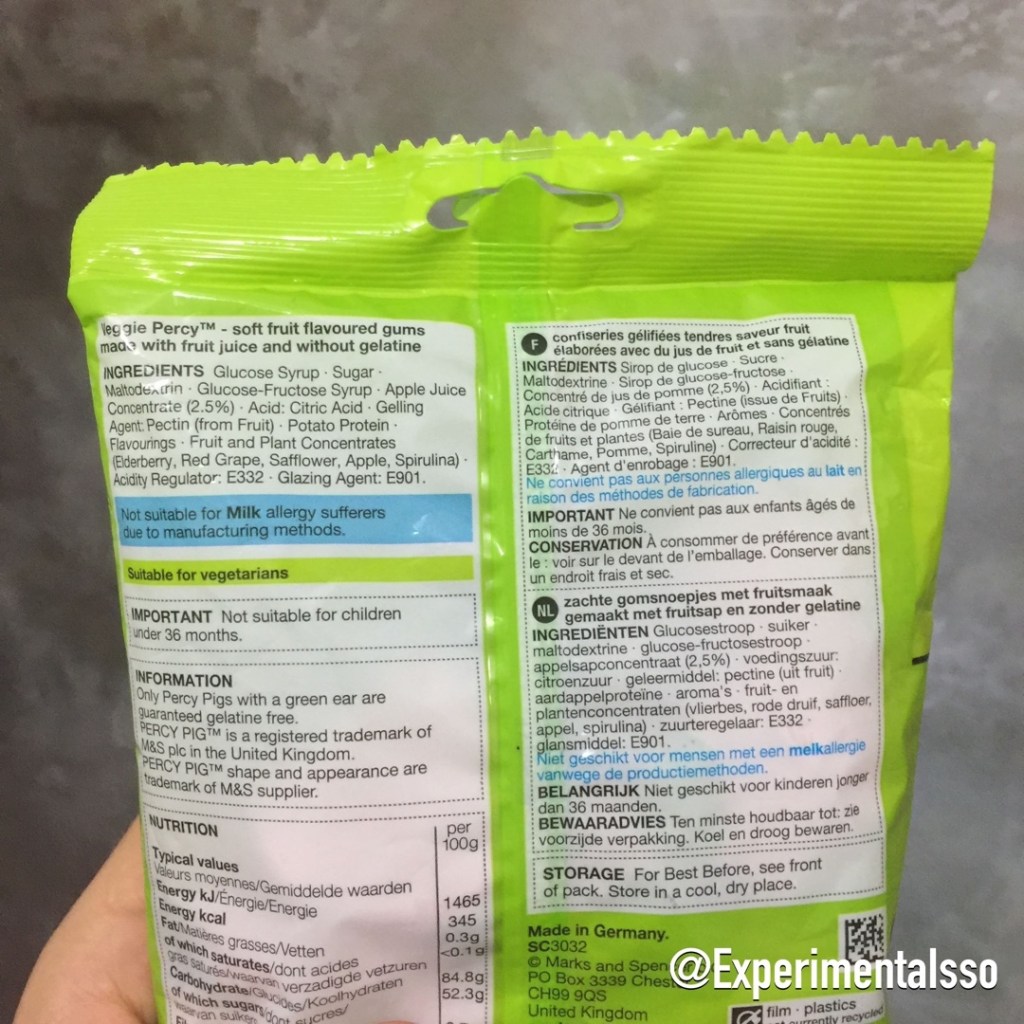 Veggie Percy™ - soft fruit flavoured gums
made with fruit juice and without gelatine
INGREDIENTS Glucose Syrup · Sugar ·
Maltodextrin · Glucose-Fructose Syrup · Apple Juice
Concentrate (2.5%) · Acid: Citric Acid · Gelling
Agent: Pectin (from Fruit) · Potato Protein ·
Flavourings · Fruit and Plant Concentrates
(Elderberry, Red Grape, Safflower, Apple, Spirulina) ·
Acidity Regulator: E332 · Glazing Agent: E901.
Not suitable for Milk allergy sufferers
due to manufacturing methods.
Suitable for vegetarians
IMPORTANT Not suitable for children
under 36 months.
INFORMATION
Only Percy Pigs with a green ear are
guaranteed gelatine free.
PERCY PIG™ is a registered trademark of
M&S plc in the United Kingdom.
PERCY PIG™ shape and appearance are
trademark of M&S supplier.
NUTRITION per
100g
Typical values
Valeurs moyennes/Gemiddelde waarden
Energy kJ/Énergie/Energie 1465
Energy kcal 345
Fat/Matières grasses/Vetten 0.3g
of which saturates/dont acides <0.1g
gras saturés/waarvan verzadigde vetzuren
Carbohydrate/Glucides/Koolhydraten 84.8g
of which sugars/dont sucres/ 52.3g
waarvan suikers
F confiseries gélifiées tendres saveur fruit
élaborées avec du jus de fruit et sans gélatine
INGRÉDIENTS Sirop de glucose · Sucre ·
Maltodextrine · Sirop de glucose-fructose ·
Concentré de jus de pomme (2,5%) · Acidifiant :
Acide citrique · Gélifiant : Pectine (issue de Fruits) ·
Protéine de pomme de terre · Arômes · Concentrés
de fruits et plantes (Baie de sureau, Raisin rouge,
Carthame, Pomme, Spiruline) · Correcteur d'acidité :
E332 · Agent d'enrobage : E901.
Ne convient pas aux personnes allergiques au lait en
raison des méthodes de fabrication.
IMPORTANT Ne convient pas aux enfants âgés de
moins de 36 mois.
CONSERVATION À consommer de préférence avant
le : voir sur le devant de l'emballage. Conserver dans
un endroit frais et sec.
NL zachte gomsnoepjes met fruitsmaak
gemaakt met fruitsap en zonder gelatine
INGREDIËNTEN Glucosestroop · suiker ·
maltodextrine · glucose-fructosestroop ·
appelsapconcentraat (2,5%) · voedingszuur:
citroenzuur · geleermiddel: pectine (uit fruit) ·
aardappelproteïne · aroma's · fruit- en
plantenconcentraten (vlierbes, rode druif, saffloer,
appel, spirulina) · zuurteregelaar: E332 ·
glansmiddel: E901.
Niet geschikt voor mensen met een melkallergie
vanwege de productiemethoden.
BELANGRIJK Niet geschikt voor kinderen jonger
dan 36 maanden.
BEWAARADVIES Ten minste houdbaar tot: zie
voorzijde verpakking. Koel en droog bewaren.
STORAGE For Best Before, see front
of pack. Store in a cool, dry place.
Made in Germany.
SC3032
© Marks and Spen
PO Box 3339 Chest
CH99 9QS
United Kingdom
film · plastics
not currently recycled
@Experimentalsso